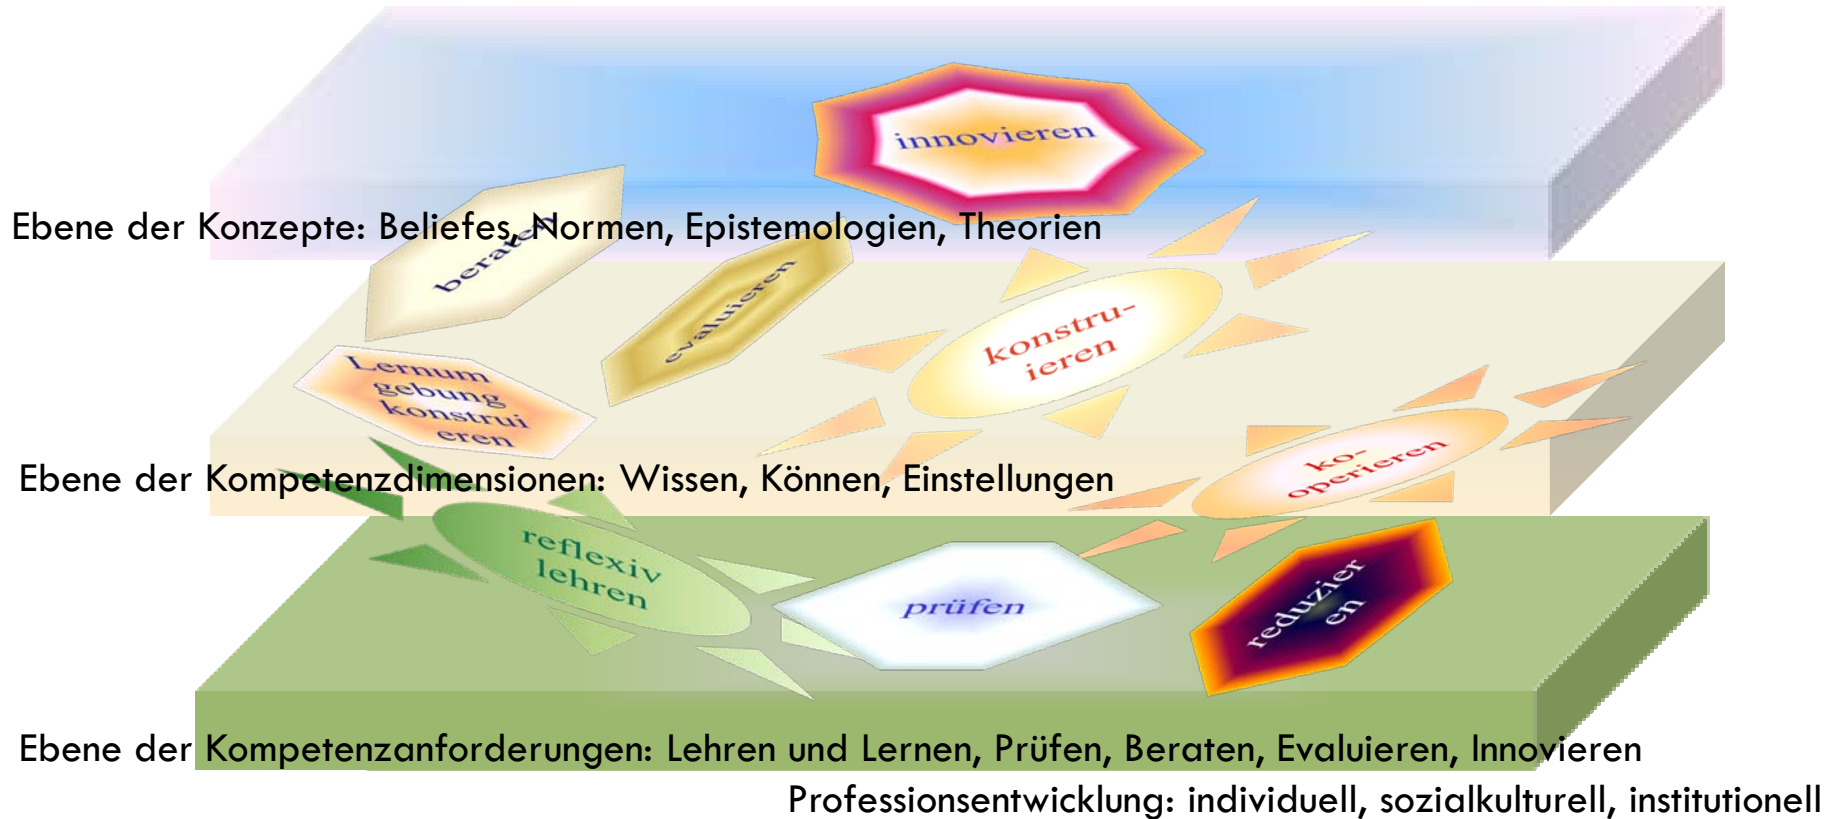 innovieren
Ebene der Konzepte: Beliefes, Normen, Epistemologien, Theorien
beraten
evaluieren
konstru-
ieren
Lernum
gebung
konstrui
eren
ko-
operieren
Ebene der Kompetenzdimensionen: Wissen, Können, Einstellungen
reflexiv
lehren
prüfen
reduzier
en
Ebene der Kompetenzanforderungen: Lehren und Lernen, Prüfen, Beraten, Evaluieren, Innovieren
Professionsentwicklung: individuell, sozialkulturell, institutionell